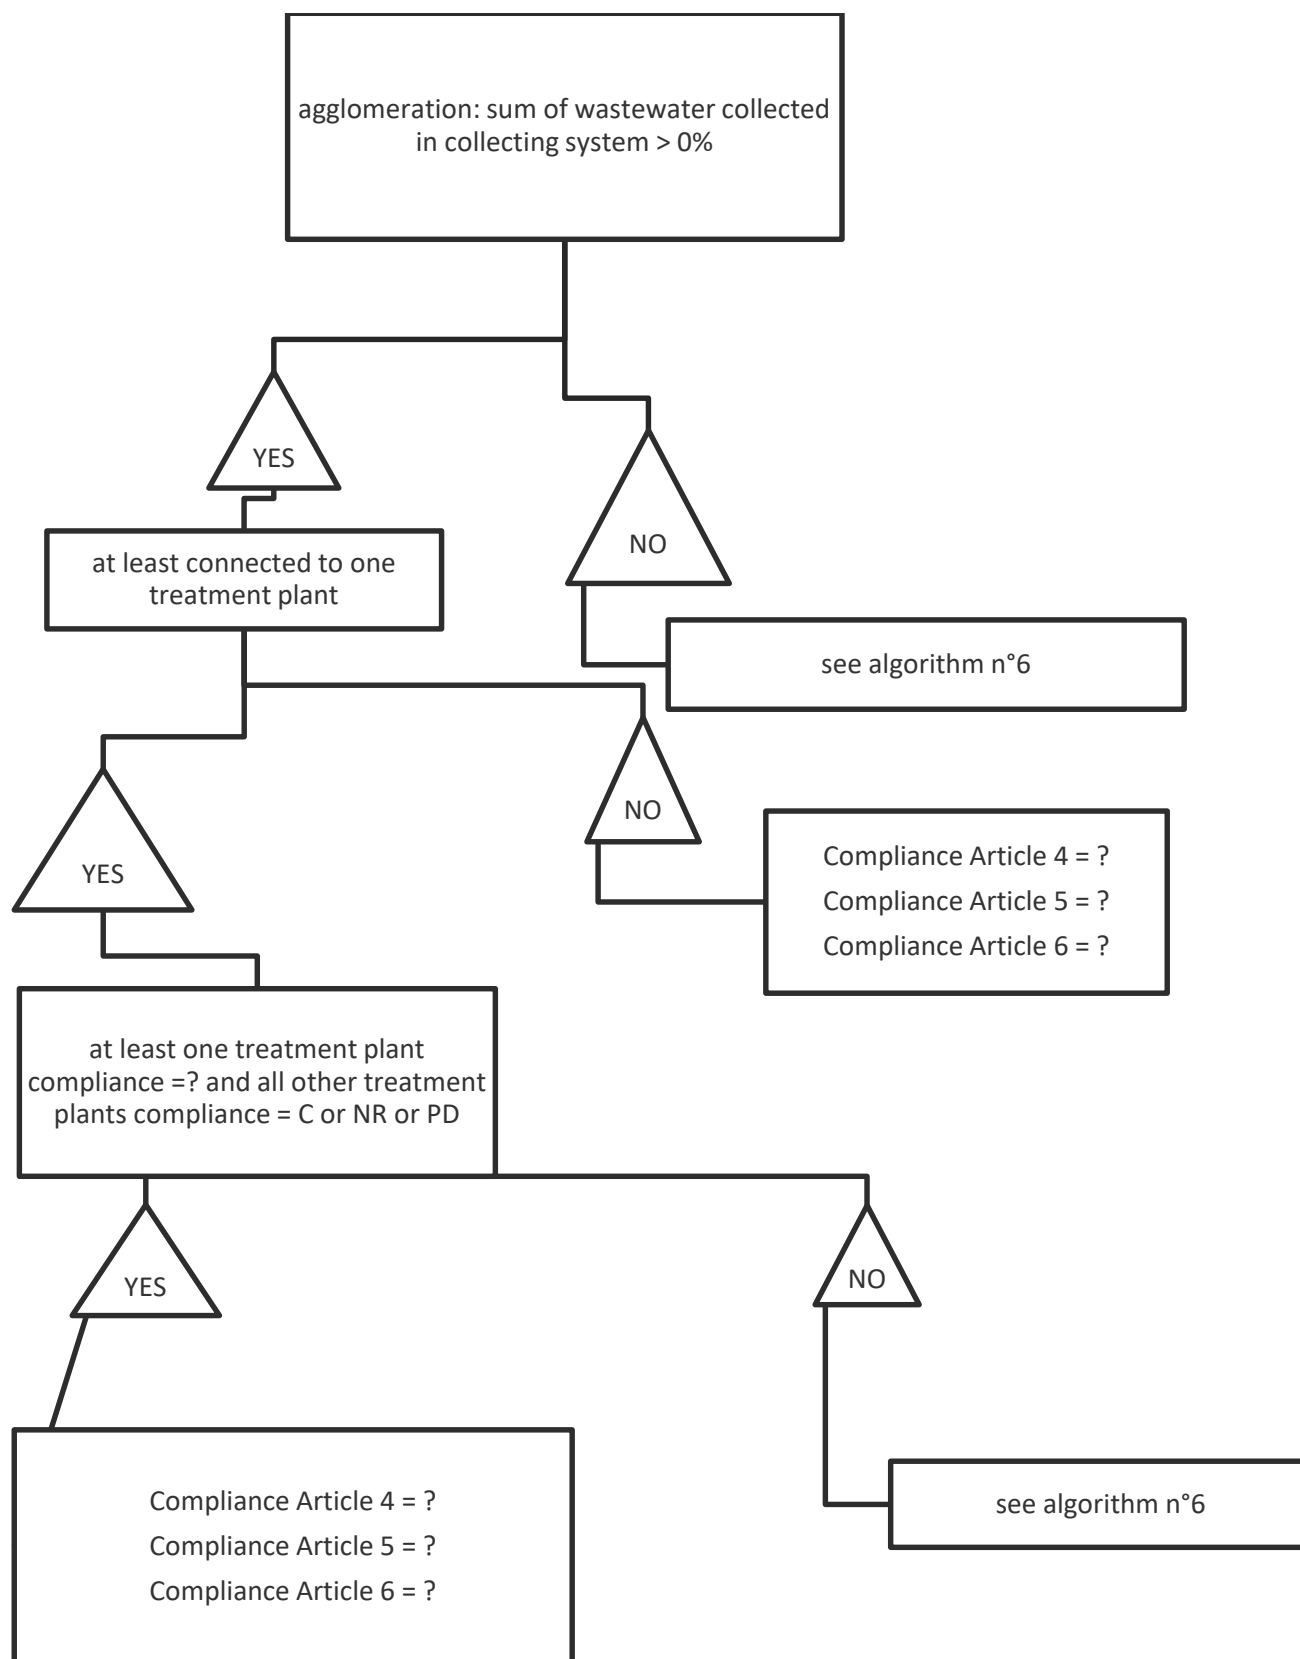 agglomeration: sum of wastewater collected
in collecting system > 0%
YES
NO
at least connected to one
treatment plant
see algorithm n°6
YES
NO
Compliance Article 4 = ?
Compliance Article 5 = ?
Compliance Article 6 = ?
at least one treatment plant
compliance =? and all other treatment
plants compliance = C or NR or PD
YES
NO
Compliance Article 4 = ?
Compliance Article 5 = ?
Compliance Article 6 = ?
see algorithm n°6